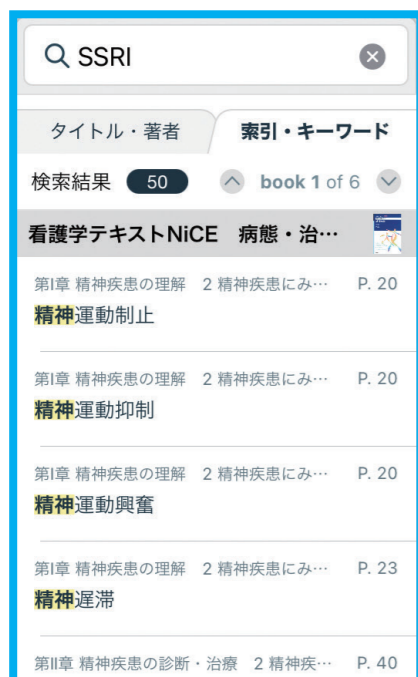 SSRI
タイトル・著者 索引・キーワード
検索結果 50 book 1 of 6
看護学テキストNiCE 病態・治…
第I章 精神疾患の理解 2 精神疾患にみ… P. 20
精神運動制止
第I章 精神疾患の理解 2 精神疾患にみ… P. 20
精神運動抑制
第I章 精神疾患の理解 2 精神疾患にみ… P. 20
精神運動興奮
第I章 精神疾患の理解 2 精神疾患にみ… P. 23
精神遅滞
第II章 精神疾患の診断・治療 2 精神疾… P. 40